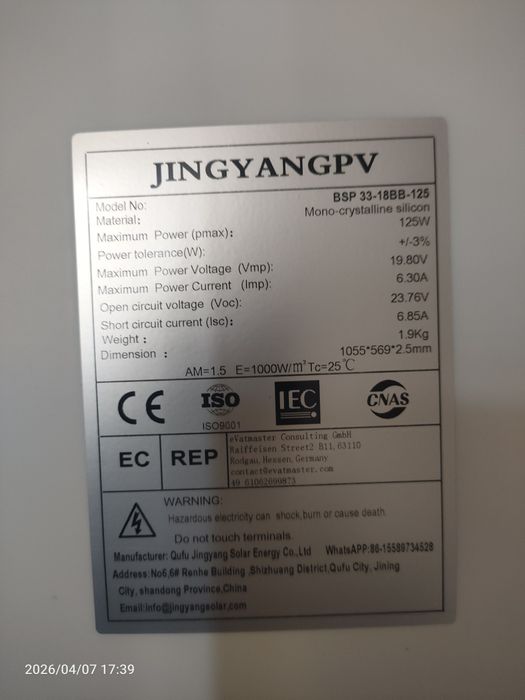 JINGYANGPV
Model No: BSP 33-18BB-125
Material: Mono-crystalline silicon
Maximum Power (pmax): 125W
Power tolerance(W): +/-3%
Maximum Power Voltage (Vmp): 19.80V
Maximum Power Current (Imp): 6.30A
Open circuit voltage (Voc): 23.76V
Short circuit current (Isc): 6.85A
Weight : 1.9Kg
Dimension : 1055*569*2.5mm
AM=1.5 E=1000W/m² Tc=25℃
CE ISO IEC CNAS
ISO9001
EC REP
eVatmaster Consulting GmbH
Raiffeisen Street2 B11, 63110
Rodgau, Hessen, Germany
contact@evatmaster.com
49 61062699873
WARNING:
Hazardous electricity can shock,burn or cause death.
Do not touch terminals.
Manufacturer: Qufu Jingyang Solar Energy Co.,Ltd WhatsAPP:86-15589734528
Address:No6,6# Renhe Building ,Shizhuang District,Qufu City, Jining
City, shandong Province,China
Email:info@jingyangsolar.com
2026/04/07 17:39